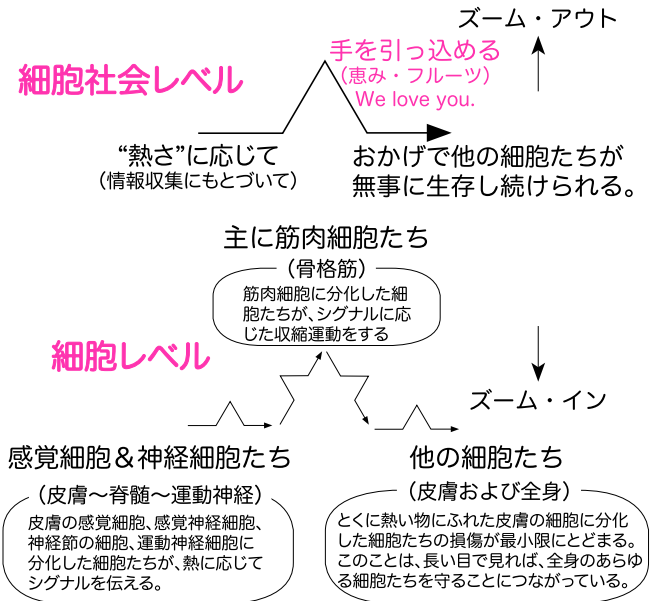 ズーム・アウト
細胞社会レベル
手を引っ込める
(恵み・フルーツ)
We love you.
“熱さ”に応じて
(情報収集にもとづいて)
おかげで他の細胞たちが
無事に生存し続けられる。
主に筋肉細胞たち
(骨格筋)
筋肉細胞に分化した細
胞たちが、シグナルに応
じた収縮運動をする
細胞レベル
ズーム・イン
感覚細胞＆神経細胞たち
(皮膚〜脊髄〜運動神経)
皮膚の感覚細胞、感覚神経細胞、
神経節の細胞、運動神経細胞に
分化した細胞たちが、熱に応じて
シグナルを伝える。
他の細胞たち
(皮膚および全身)
とくに熱い物にふれた皮膚の細胞に分化
した細胞たちの損傷が最小限にとどまる。
このことは、長い目で見れば、全身のあらゆ
る細胞たちを守ることにつながっている。